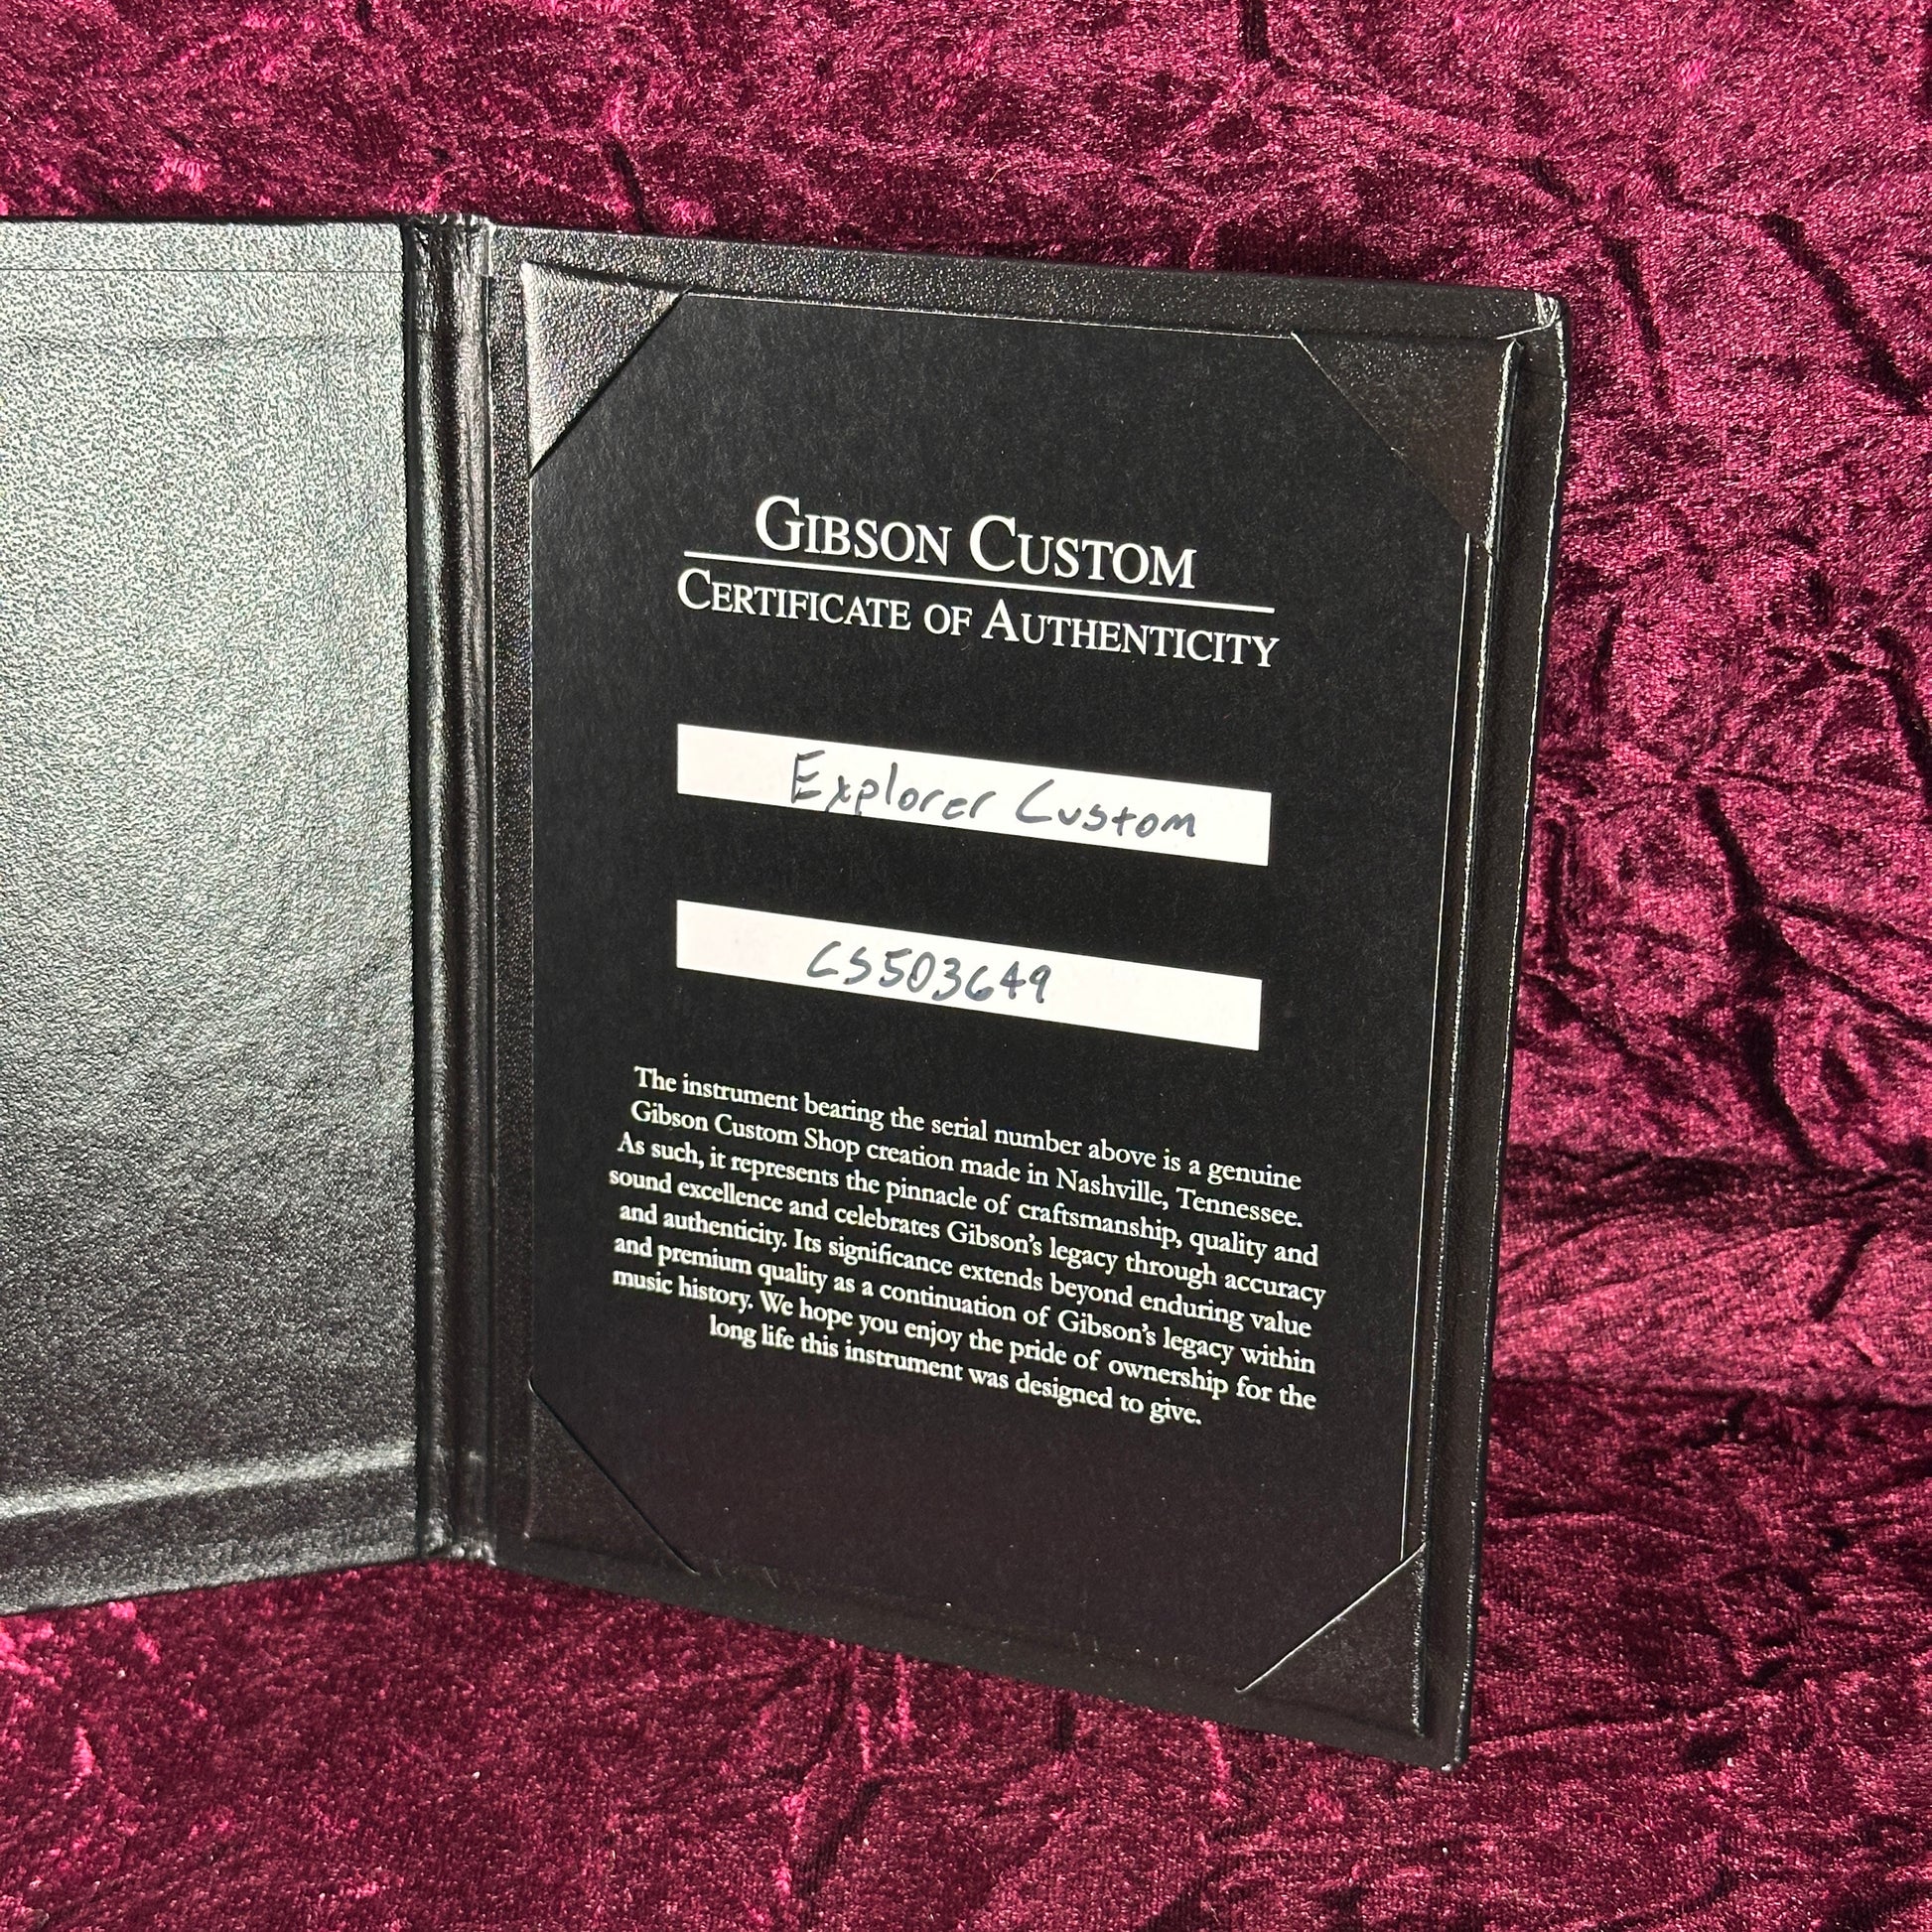 GIBSON CUSTOM
CERTIFICATE OF AUTHENTICITY
Explorer Custom
CS503649
The instrument bearing the serial number above is a genuine
Gibson Custom Shop creation made in Nashville, Tennessee.
As such, it represents the pinnacle of craftsmanship, quality and
sound excellence and celebrates Gibson's legacy through accuracy
and authenticity. Its significance extends beyond enduring value
and premium quality as a continuation of Gibson's legacy within
music history. We hope you enjoy the pride of ownership for the
long life this instrument was designed to give.